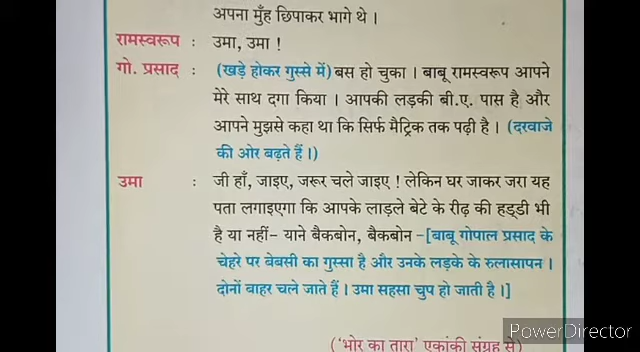 अपना मुँह छिपाकर भागे थे ।
रामस्वरूप : उमा, उमा !
गो. प्रसाद : (खड़े होकर गुस्से में) बस हो चुका । बाबू रामस्वरूप आपने
मेरे साथ दगा किया । आपकी लड़की बी.ए. पास है और
आपने मुझसे कहा था कि सिर्फ मैट्रिक तक पढ़ी है । (दरवाजे
की ओर बढ़ते हैं ।)
उमा : जी हाँ, जाइए, जरूर चले जाइए ! लेकिन घर जाकर जरा यह
पता लगाइएगा कि आपके लाड़ले बेटे के रीढ़ की हड्डी भी
है या नहीं- याने बैकबोन, बैकबोन -[बाबू गोपाल प्रसाद के
चेहरे पर बेबसी का गुस्सा है और उनके लड़के के रुलासापन ।
दोनों बाहर चले जाते हैं । उमा सहसा चुप हो जाती है ।]
('भोर का तारा' एकांकी संग्रह से)
PowerDirector